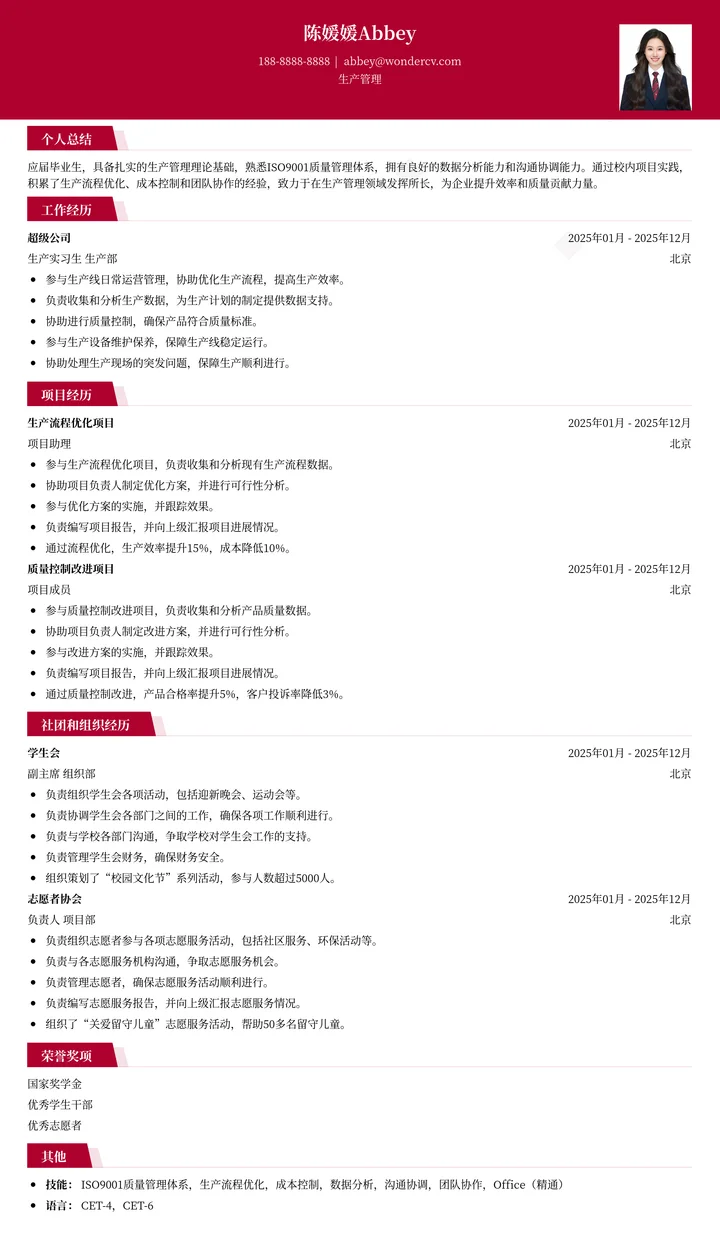 陈媛媛Abbey
188-8888-8888 | abbey@wondercv.com
生产管理
个人总结
应届毕业生，具备扎实的生产管理理论基础，熟悉ISO9001质量管理体系，拥有良好的数据分析能力和沟通协调能力。通过校内项目实践，
积累了生产流程优化、成本控制和团队协作的经验，致力于在生产管理领域发挥所长，为企业提升效率和质量贡献力量。
工作经历
超级公司 2025年01月 - 2025年12月
生产实习生 生产部 北京
• 参与生产线日常运营管理，协助优化生产流程，提高生产效率。
• 负责收集和分析生产数据，为生产计划的制定提供数据支持。
• 协助进行质量控制，确保产品符合质量标准。
• 参与生产设备维护保养，保障生产线稳定运行。
• 协助处理生产现场的突发问题，保障生产顺利进行。
项目经历
生产流程优化项目 2025年01月 - 2025年12月
项目助理 北京
• 参与生产流程优化项目，负责收集和分析现有生产流程数据。
• 协助项目负责人制定优化方案，并进行可行性分析。
• 参与优化方案的实施，并跟踪效果。
• 负责编写项目报告，并向上级汇报项目进展情况。
• 通过流程优化，生产效率提升15%，成本降低10%。
质量控制改进项目 2025年01月 - 2025年12月
项目成员 北京
• 参与质量控制改进项目，负责收集和分析产品质量数据。
• 协助项目负责人制定改进方案，并进行可行性分析。
• 参与改进方案的实施，并跟踪效果。
• 负责编写项目报告，并向上级汇报项目进展情况。
• 通过质量控制改进，产品合格率提升5%，客户投诉率降低3%。
社团和组织经历
学生会 2025年01月 - 2025年12月
副主席 组织部 北京
• 负责组织学生会各项活动，包括迎新晚会、运动会等。
• 负责协调学生会各部门之间的工作，确保各项工作顺利进行。
• 负责与学校各部门沟通，争取学校对学生会工作的支持。
• 负责管理学生会财务，确保财务安全。
• 组织策划了“校园文化节”系列活动，参与人数超过5000人。
志愿者协会 2025年01月 - 2025年12月
负责人 项目部 北京
• 负责组织志愿者参与各项志愿服务活动，包括社区服务、环保活动等。
• 负责与各志愿服务机构沟通，争取志愿服务机会。
• 负责管理志愿者，确保志愿服务活动顺利进行。
• 负责编写志愿服务报告，并向上级汇报志愿服务情况。
• 组织了“关爱留守儿童”志愿服务活动，帮助50多名留守儿童。
荣誉奖项
国家奖学金
优秀学生干部
优秀志愿者
其他
• 技能： ISO9001质量管理体系，生产流程优化，成本控制，数据分析，沟通协调，团队协作，Office（精通）
• 语言： CET-4，CET-6